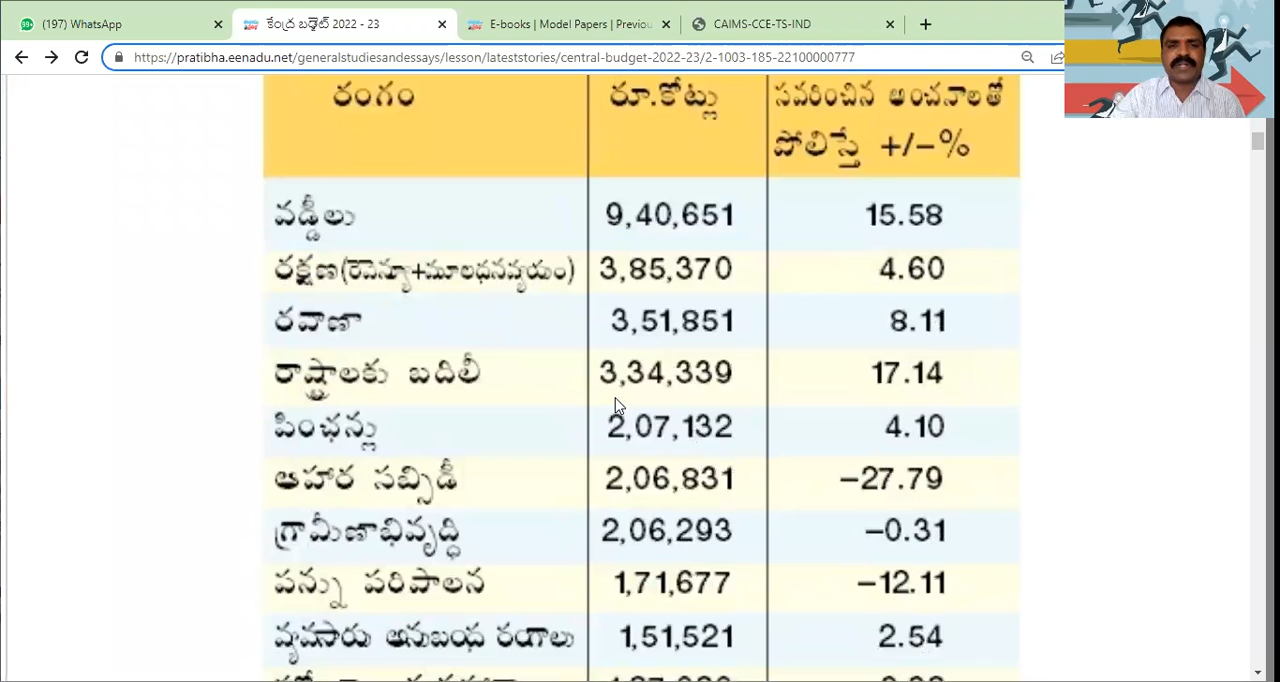 (197) WhatsApp
కేంద్ర బడ్జెట్ 2022 - 23
E-books | Model Papers | Previou
CAIMS-CCE-TS-IND
https://pratibha.eenadu.net/generalstudiesandessays/lesson/lateststories/central-budget-2022-23/2-1003-185-22100000777
రంగం రూ.కోట్లు సవరించిన అంచనాలతో
పోలిస్తే +/-%
వడ్డీలు 9,40,651 15.58
రక్షణ(రెవెన్యూ+మూలధనవ్యయం) 3,85,370 4.60
రవాణా 3,51,851 8.11
రాష్ట్రాలకు బదిలీ 3,34,339 17.14
పింఛన్లు 2,07,132 4.10
ఆహార సబ్సిడీ 2,06,831 -27.79
గ్రామీణాభివృద్ధి 2,06,293 -0.31
పన్ను పరిపాలన 1,71,677 -12.11
వ్యవసాయ అనుబంధ రంగాలు 1,51,521 2.54